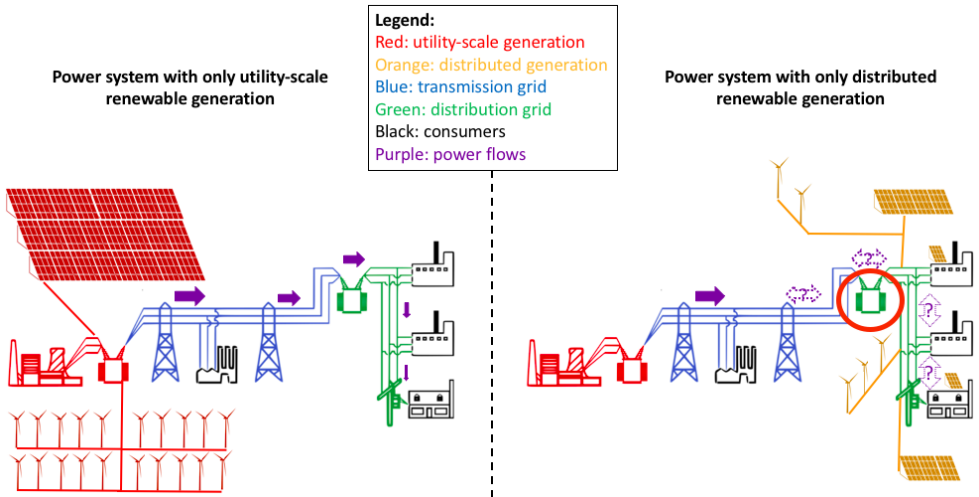 Legend:
Red: utility-scale generation
Orange: distributed generation
Blue: transmission grid
Green: distribution grid
Black: consumers
Purple: power flows
Power system with only utility-scale
renewable generation
Power system with only distributed
renewable generation
?
?
?
?